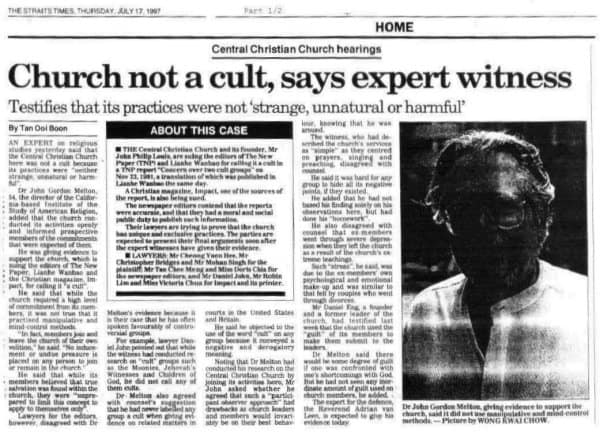 THE STRAITS TIMES, THURSDAY, JULY 17, 1997
Part 1/2
HOME
Central Christian Church hearings
Church not a cult, says expert witness
Testifies that its practices were not 'strange, unnatural or harmful'
By Tan Ooi Boon
AN EXPERT on religious
studies yesterday said that
the Central Christian Church
here was not a cult because
its practices were "neither
strange, unnatural or harm-
ful".
Dr John Gordon Melton,
54, the director of the Califor-
nia-based Institute of the
Study of American Religion,
added that the church con-
ducted its activities openly
and informed prospective
members of the commitments
that were expected of them.
He was giving evidence to
support the church, which is
suing the editors of The New
Paper, Lianhe Wanbao and
the Christian magazine, Im-
pact, for calling it "a cult".
He said that while the
church required a high level
of commitment from its mem-
bers, it was not true that it
practised manipulative and
mind-control methods.
"In fact, members join and
leave the church of their own
volition," he said. "No induce-
ment or undue pressure is
placed on any person to join
or remain in the church."
He said that while its
members believed that true
salvation was found within the
church, they were "unpre-
pared to limit this concept to
apply to themselves only".
Lawyers for the editors,
however, disagreed with Dr
ABOUT THIS CASE
■ THE Central Christian Church and its founder, Mr
John Philip Louis, are suing the editors of The New
Paper (TNP) and Lianhe Wanbao for calling it a cult in
a TNP report "Concern over two cult groups" on
Nov 23, 1991, a translation of which was published in
Lianhe Wanbao the same day.
A Christian magazine, Impact, one of the sources of
the report, is also being sued.
The newspaper editors contend that the reports
were accurate, and that they had a moral and social
public duty to publish such information.
Their lawyers are trying to prove that the church
has unique and exclusive practices. The parties are
expected to present their final arguments soon after
the expert witnesses have given their evidence.
■ LAWYERS: Mr Cheong Yuen Hee, Mr
Christopher Bridges and Mr Mohan Singh for the
plaintiff; Mr Tan Chee Meng and Miss Doris Chia for
the newspaper editors, and Mr Daniel John, Mr Robin
Lim and Miss Victoria Choa for Impact and its printer.
Melton's evidence because it
is their case that he has often
spoken favourably of contro-
versial groups.
For example, lawyer Dan-
iel John pointed out that while
the witness had conducted re-
search on "cult" groups such
as the Moonies, Jehovah's
Witnesses and Children of
God, he did not call any of
them cults.
Dr Melton also agreed
with counsel's suggestion
that he had never labelled any
group a cult when giving evi-
dence on related matters in
courts in the United States
and Britain.
He said he objected to the
use of the word "cult" on any
group because it conveyed a
negative and derogatory
meaning.
Noting that Dr Melton had
conducted his research on the
Central Christian Church by
joining its activities here, Mr
John asked whether he
agreed that such a "partici-
pant observer approach" had
drawbacks as church leaders
and members would invari-
ably be on their best behav-
iour, knowing that he was
around.
The witness, who had des-
cribed the church's services
as "simple" as they centred
on prayers, singing and
preaching, disagreed with
counsel.
He said it was hard for any
group to hide all its negative
points, if they existed.
He added that he had not
based his finding solely on his
observations here, but had
done his "homework".
He also disagreed with
counsel that ex-members
went through severe depres-
sion when they left the church
as a result of the church's ex-
treme teachings.
Such "stress", he said, was
due to the ex-members' own
psychological and emotional
make-up and was similar to
that felt by couples who went
through divorces.
Mr Daniel Eng, a founder
and a former leader of the
church, had testified last
week that the church used the
"guilt" of its members to
make them submit to the
leaders.
Dr Melton said there
would be some degree of guilt
if one was confronted with
one's shortcomings with God.
But he had not seen any inor-
dinate amount of guilt used on
church members, he added.
The expert for the defence,
the Reverend Adrian van
Leen, is expected to give his
evidence today.
Dr John Gordon Melton, giving evidence to support the
church, said it did not use manipulative and mind-control
methods. — Picture by WONG KWAI CHOW.